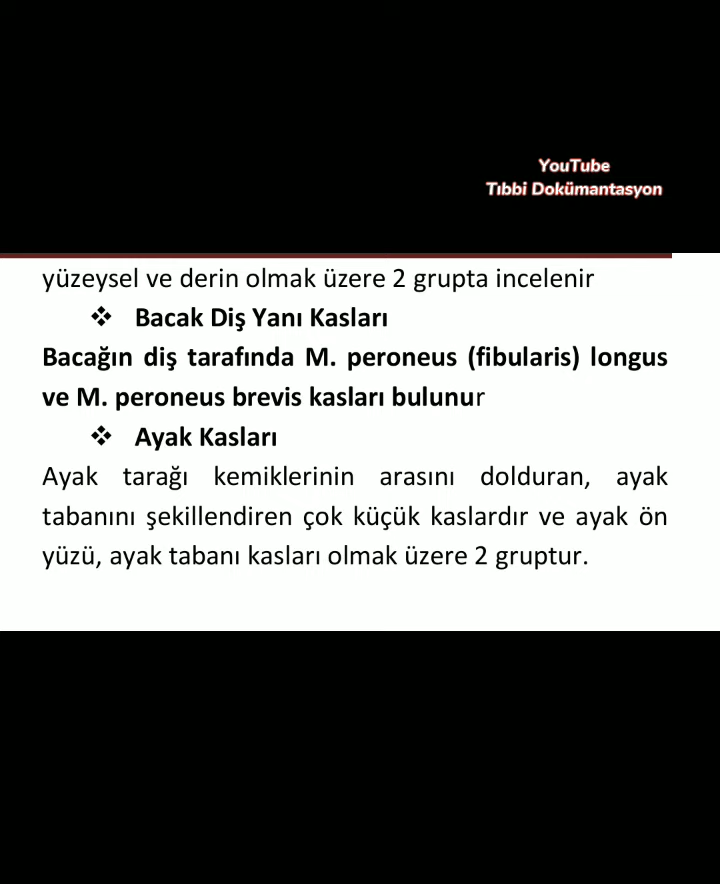 YouTube
Tıbbi Dokümantasyon
yüzeysel ve derin olmak üzere 2 grupta incelenir
❖ Bacak Diş Yanı Kasları
Bacağın diş tarafında M. peroneus (fibularis) longus
ve M. peroneus brevis kasları bulunur
❖ Ayak Kasları
Ayak tarağı kemiklerinin arasını dolduran, ayak
tabanını şekillendiren çok küçük kaslardır ve ayak ön
yüzü, ayak tabanı kasları olmak üzere 2 gruptur.